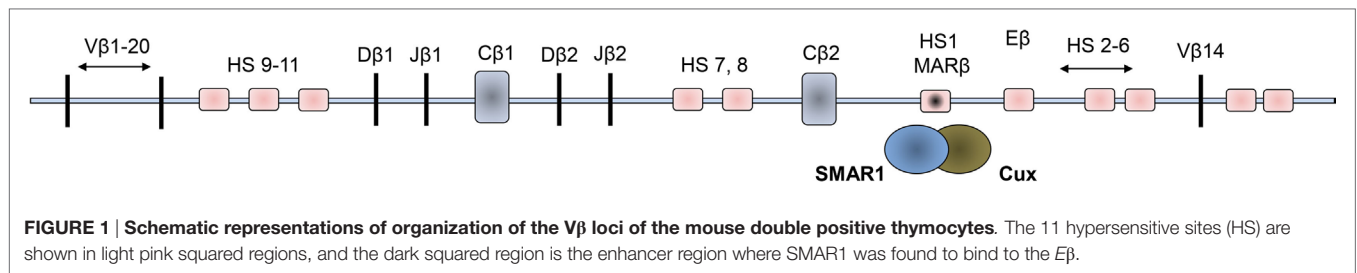 Vβ1-20
HS 9-11
Dβ1
Jβ1
Cβ1
Dβ2
Jβ2
HS 7, 8
Cβ2
HS1
MARβ
Eβ
HS 2-6
Vβ14
SMAR1
Cux
FIGURE 1 | Schematic representations of organization of the Vβ loci of the mouse double positive thymocytes. The 11 hypersensitive sites (HS) are
shown in light pink squared regions, and the dark squared region is the enhancer region where SMAR1 was found to bind to the Eβ.